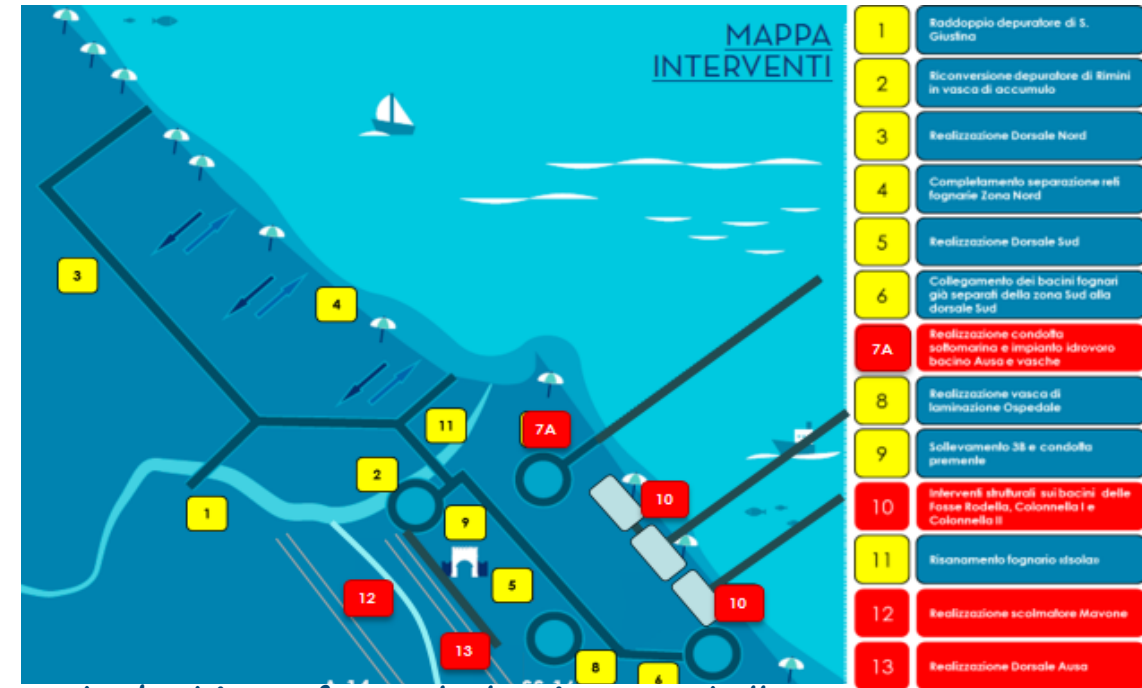 MAPPA
INTERVENTI
3
4
11
7A
2
1
9
10
5
12
10
13
8
6
1
Raddoppio depuratore di S.
Giustina
2
Riconversione depuratore di Rimini
in vasca di accumulo
3
Realizzazione Dorsale Nord
4
Completamento separazione reti
fognarie Zona Nord
5
Realizzazione Dorsale Sud
6
Collegamento dei bacini fognari
già separati della zona Sud alla
dorsale Sud
7A
Realizzazione condotta
sottomarina e impianto idrovoro
bacino Ausa e vasche
8
Realizzazione vasca di
laminazione Ospedale
9
Sollevamento 3B e condotta
premente
10
Interventi strutturali sui bacini delle
Fosse Rodella, Colonnella I e
Colonnella II
11
Risanamento fognario «Isola»
12
Realizzazione scolmatore Mavone
13
Realizzazione Dorsale Ausa